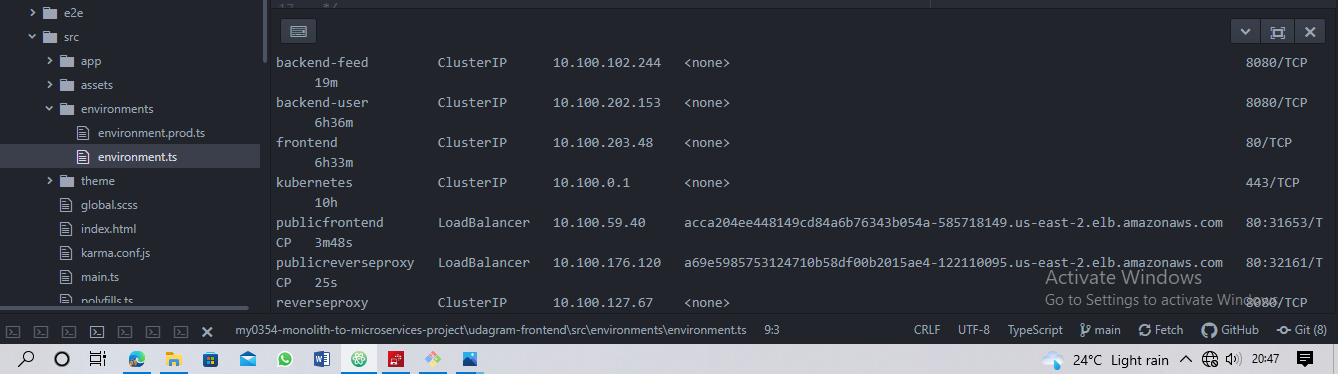 17 */
e2e
src
app
assets
environments
environment.prod.ts
environment.ts
theme
global.scss
index.html
karma.conf.js
main.ts
polyfills.ts
backend-feed ClusterIP 10.100.102.244 <none> 8080/TCP
19m
backend-user ClusterIP 10.100.202.153 <none> 8080/TCP
6h36m
frontend ClusterIP 10.100.203.48 <none> 80/TCP
6h33m
kubernetes ClusterIP 10.100.0.1 <none> 443/TCP
10h
publicfrontend LoadBalancer 10.100.59.40 acca204ee448149cd84a6b76343b054a-585718149.us-east-2.elb.amazonaws.com 80:31653/T
CP 3m48s
publicreverseproxy LoadBalancer 10.100.176.120 a69e5985753124710b58df00b2015ae4-122110095.us-east-2.elb.amazonaws.com 80:32161/T
CP 25s
reverseproxy ClusterIP 10.100.127.67 <none> 8080/TCP
Activate Windows
Go to Settings to activate Windows.
my0354-monolith-to-microservices-project\udagram-frontend\src\environments\environment.ts 9:3 CRLF UTF-8 TypeScript main Fetch GitHub Git (8)
24°C Light rain 20:47